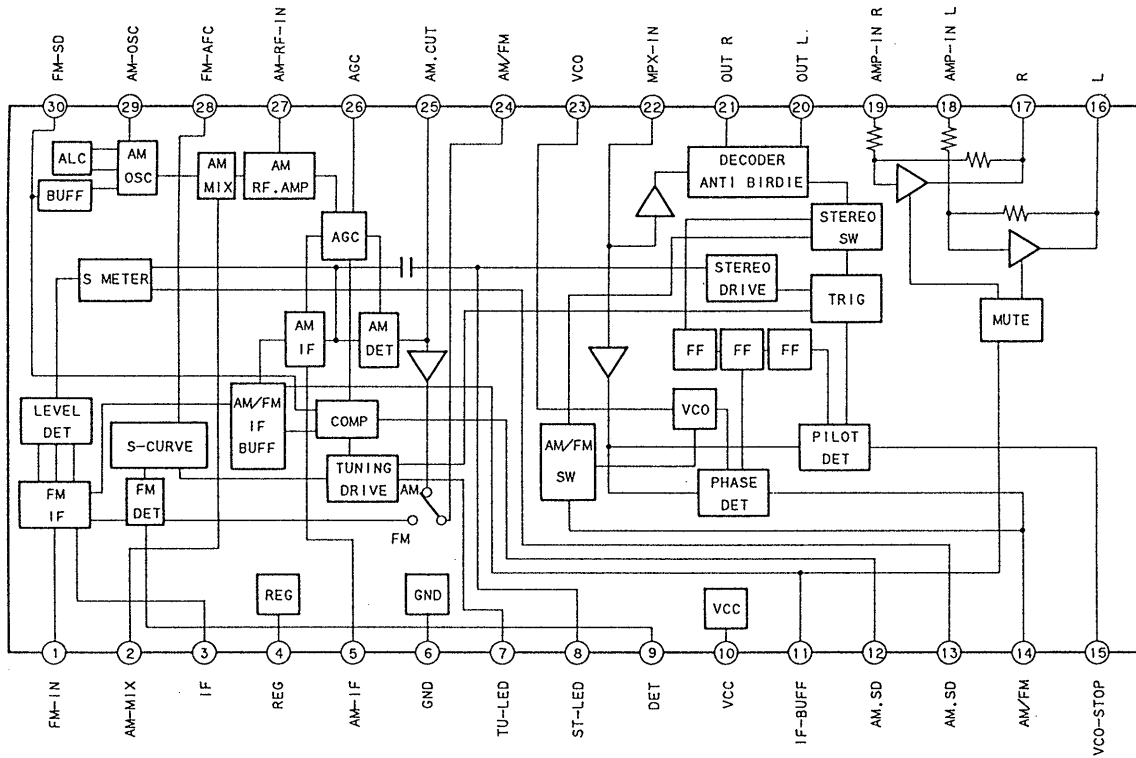 FM-SD
AM-OSC
FM-AFC
AM-RF-IN
AGC
AM.CUT
AM/FM
VCO
MPX-IN
OUT R
OUT L.
AMP-IN R
AMP-IN L
R
L
30
29
28
27
26
25
24
23
22
21
20
19
18
17
16
ALC
AM
OSC
BUFF
AM
MIX
AM
RF.AMP
AGC
DECODER
ANTI BIRDIE
STEREO
SW
S METER
STEREO
DRIVE
TRIG
MUTE
AM
IF
AM
DET
FF
FF
FF
LEVEL
DET
S-CURVE
AM/FM
IF
BUFF
COMP
VCO
AM/FM
SW
PILOT
DET
FM
IF
FM
DET
TUNING
DRIVE
AM
FM
PHASE
DET
REG
GND
VCC
1
2
3
4
5
6
7
8
9
10
11
12
13
14
15
FM-IN
AM-MIX
IF
REG
AM-IF
GND
TU-LED
ST-LED
DET
VCC
IF-BUFF
AM.SD
AM.SD
AM/FM
VCO-STOP